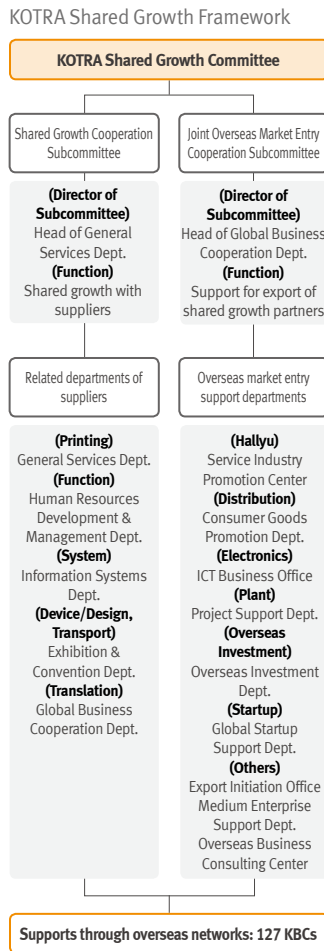 KOTRA Shared Growth Framework
KOTRA Shared Growth Committee
Shared Growth Cooperation
Subcommittee
(Director of
Subcommittee)
Head of General
Services Dept.
(Function)
Shared growth with
suppliers
Related departments of
suppliers
(Printing)
General Services Dept.
(Function)
Human Resources
Development &
Management Dept.
(System)
Information Systems
Dept.
(Device/Design,
Transport)
Exhibition &
Convention Dept.
(Translation)
Global Business
Cooperation Dept.
Joint Overseas Market Entry
Cooperation Subcommittee
(Director of
Subcommittee)
Head of Global Business
Cooperation Dept.
(Function)
Support for export of
shared growth partners
Overseas market entry
support departments
(Hallyu)
Service Industry
Promotion Center
(Distribution)
Consumer Goods
Promotion Dept.
(Electronics)
ICT Business Office
(Plant)
Project Support Dept.
(Overseas
Investment)
Overseas Investment
Dept.
(Startup)
Global Startup
Support Dept.
(Others)
Export Initiation Office
Medium Enterprise
Support Dept.
Overseas Business
Consulting Center
Supports through overseas networks: 127 KBCs